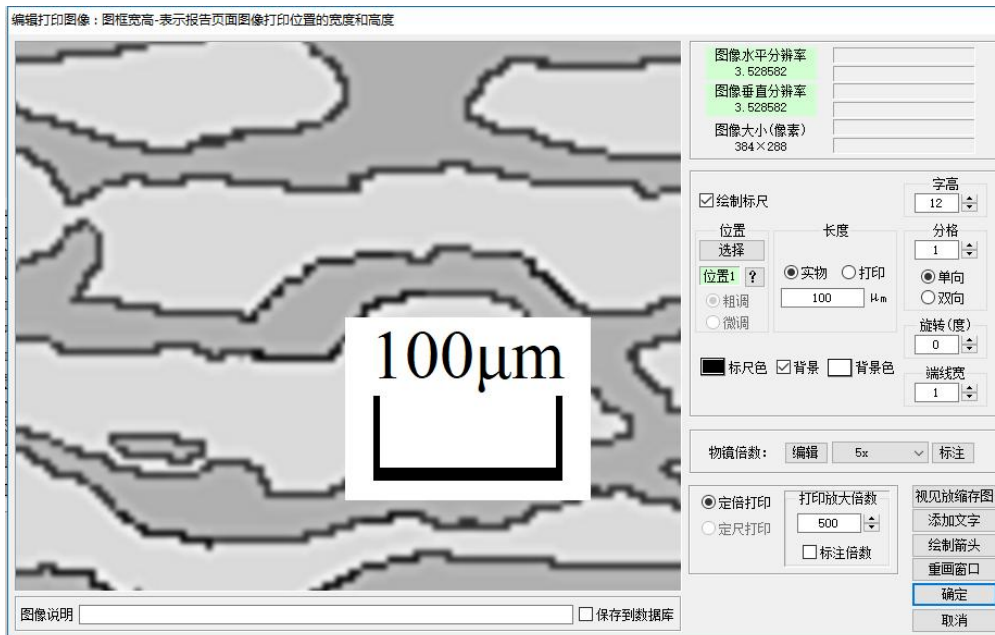 编辑打印图像：图框宽高-表示报告页面图像打印位置的宽度和高度
100μm
图像说明
保存到数据库
图像水平分辨率
3.528582
图像垂直分辨率
3.528582
图像大小(像素)
384×288
绘制标尺
字高
12
位置
选择
位置1 ?
粗调
微调
长度
实物 打印
100 μm
分格
1
单向
双向
旋转(度)
0
标尺色 背景 背景色
端线宽
1
物镜倍数： 编辑 5x 标注
定倍打印
定尺打印
打印放大倍数
500
标注倍数
视见放缩存图
添加文字
绘制箭头
重画窗口
确定
取消